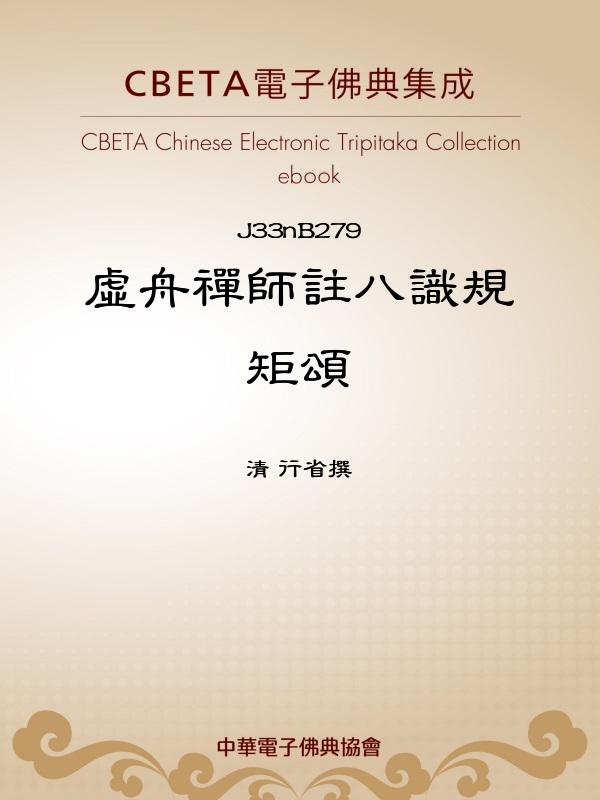 CBETA電子佛典集成
CBETA Chinese Electronic Tripitaka Collection
ebook
J33nB279
虛舟禪師註八識規
矩頌
清 行省撰
中華電子佛典協會